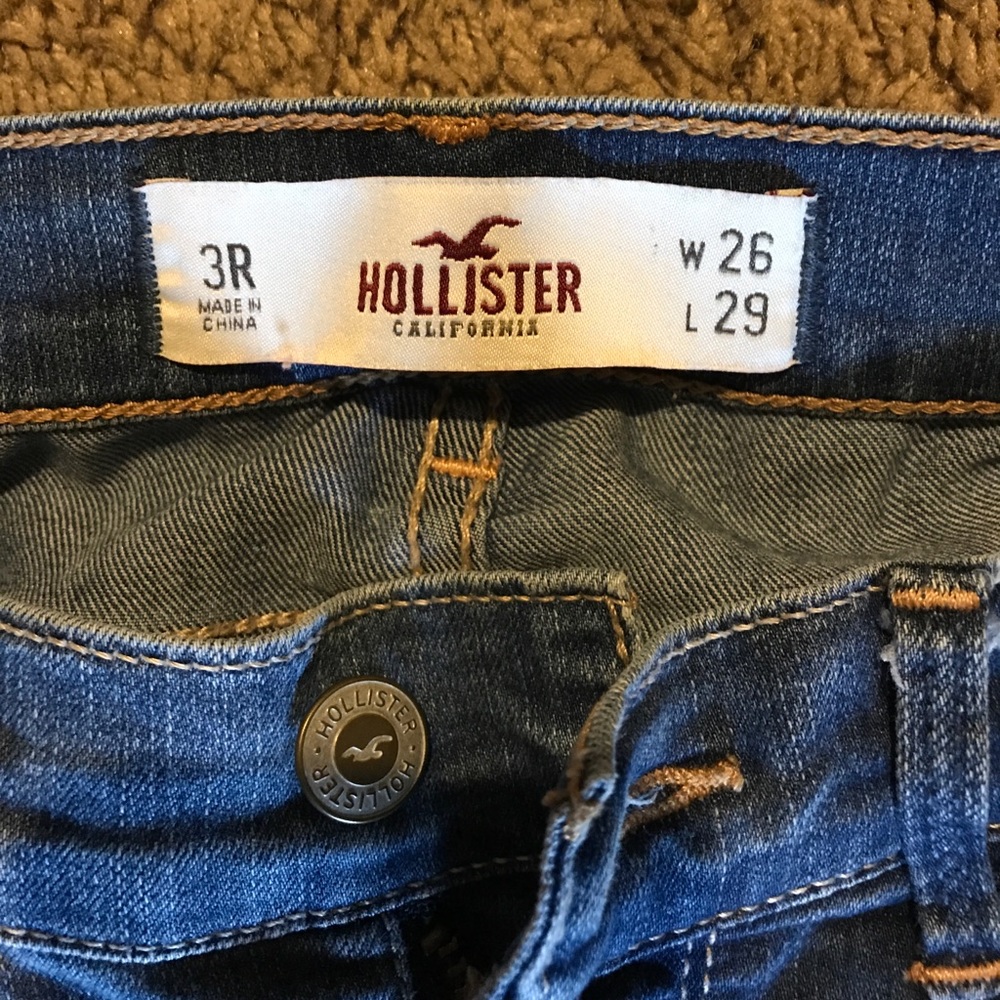 3R
MADE IN
CHINA
HOLLISTER
CALIFORNIA
W 26
L 29
HOLLISTER · HOLLISTER ·